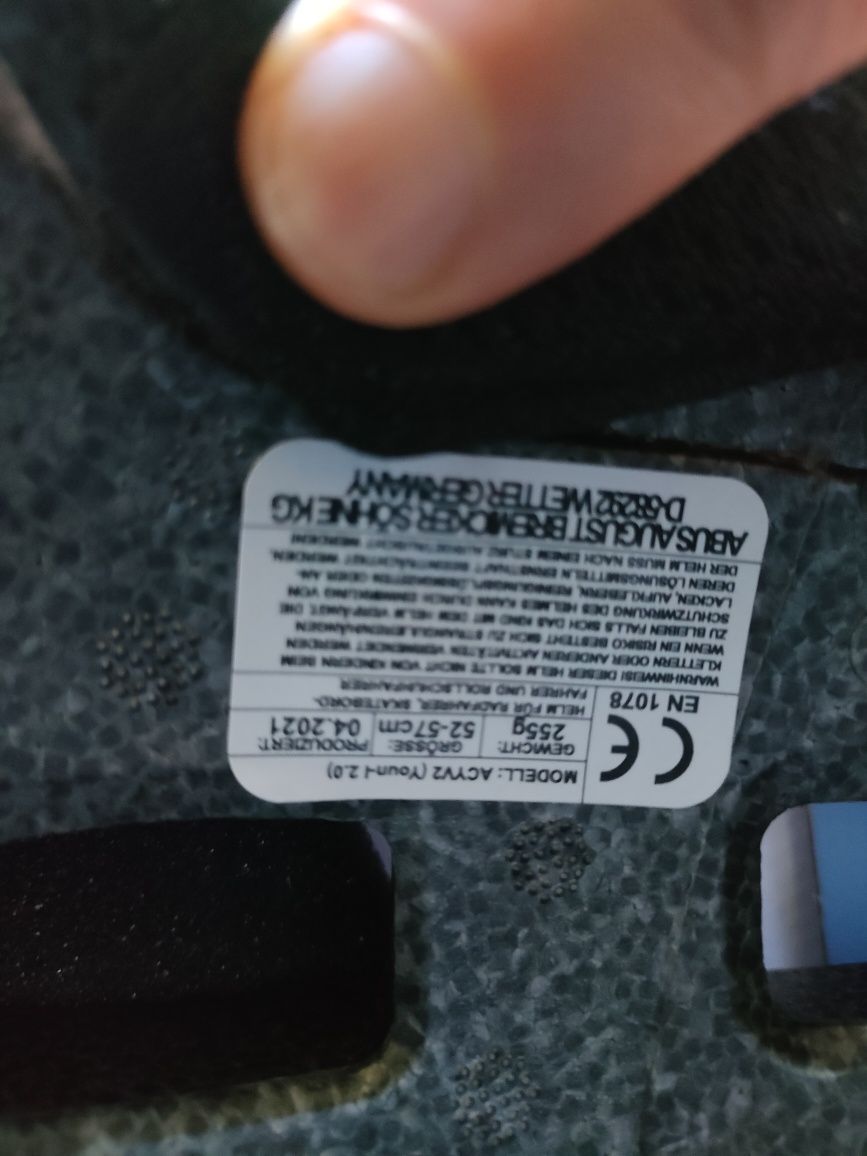 CE
EN 1078
MODELL: ACYV2 (Youn-I 2.0)
GEWICHT: 255g
GRÖSSE: 52-57cm
PRODUZIERT: 04.2021
HELM FÜR RADFAHRER, SKATEBORD-
FAHRER UND ROLLSCHUHFAHRER
WARNHINWEIS! DIESER HELM SOLLTE NICHT VON KINDERN BEIM
KLETTERN ODER ANDEREN AKTIVITÄTEN VERWENDET WERDEN
WENN EIN RISIKO BESTEHT SICH ZU STRANGULIEREN/HÄNGEN
ZU BLEIBEN FALLS SICH DAS KIND MIT DEM HELM VERFÄNGT. DIE
SCHUTZWIRKUNG DES HELMES KANN DURCH EINWIRKUNG VON
LACKEN, AUFKLEBERN, REINIGUNGSFLÜSSIGKEITEN ODER AN-
DEREN LÖSUNGSMITTELN ERNSTHAFT BEEINTRÄCHTIGT WERDEN.
DER HELM MUSS NACH EINEM STURZ AUSGETAUSCHT WERDEN!
ABUS AUGUST BREMICKER SÖHNE KG
D-58292 WETTER GERMANY